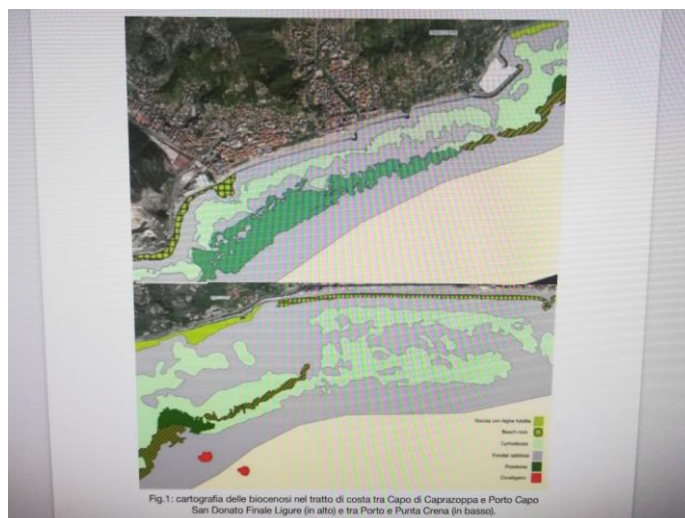 Roccia con Alghe fotofile
Beach rock
Cymodocea
Fondali sabbiosi
Posidonia
Coralligeno
Fig.1: cartografia delle biocenosi nel tratto di costa tra Capo di Caprazoppa e Porto Capo
San Donato Finale Ligure (in alto) e tra Porto e Punta Crena (in basso).